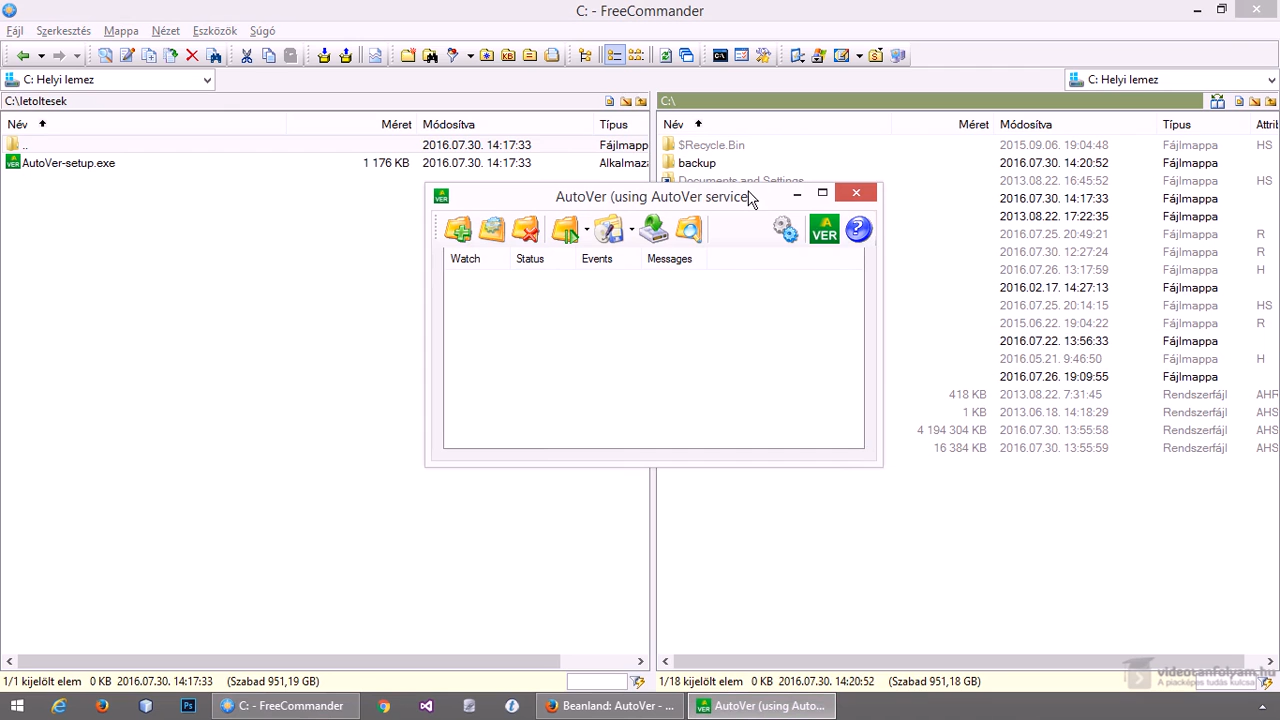 C: - FreeCommander
Fájl Szerkesztés Mappa Nézet Eszközök Súgó
C: Helyi lemez C: Helyi lemez
C:\letoltesek C:\
Név Méret Módosítva Típus Név Méret Módosítva Típus Attrib
.. 2016.07.30. 14:17:33 Fájlmapp $Recycle.Bin 2015.09.06. 19:04:48 Fájlmappa HS
AutoVer-setup.exe 1 176 KB 2016.07.30. 14:17:33 Alkalmaza backup 2016.07.30. 14:20:52 Fájlmappa
Documents and Settings 2013.08.22. 16:45:52 Fájlmappa HS
AutoVer (using AutoVer service) 2016.07.30. 14:17:33 Fájlmappa
2013.08.22. 17:22:35 Fájlmappa
VER 2016.07.25. 20:49:21 Fájlmappa R
2016.07.30. 12:27:24 Fájlmappa R
Watch Status Events Messages 2016.07.26. 13:17:59 Fájlmappa H
2016.02.17. 14:27:13 Fájlmappa
2016.07.25. 20:14:15 Fájlmappa HS
2015.06.22. 19:04:22 Fájlmappa R
2016.07.22. 13:56:33 Fájlmappa
2016.05.21. 9:46:50 Fájlmappa H
2016.07.26. 19:09:55 Fájlmappa
418 KB 2013.08.22. 7:31:45 Rendszerfájl AHR
1 KB 2013.06.18. 14:18:29 Rendszerfájl AHS
4 194 304 KB 2016.07.30. 13:55:58 Rendszerfájl AHS
16 384 KB 2016.07.30. 13:55:59 Rendszerfájl AHS
videotanfolyam.hu
A piacképes tudás kulcsa
1/1 kijelölt elem 0 KB 2016.07.30. 14:17:33 (Szabad 951,19 GB) 1/18 kijelölt elem 0 KB 2016.07.30. 14:20:52 (Szabad 951,19 GB)
C: - FreeCommander Beanland: AutoVer - ... AutoVer (using Auto...